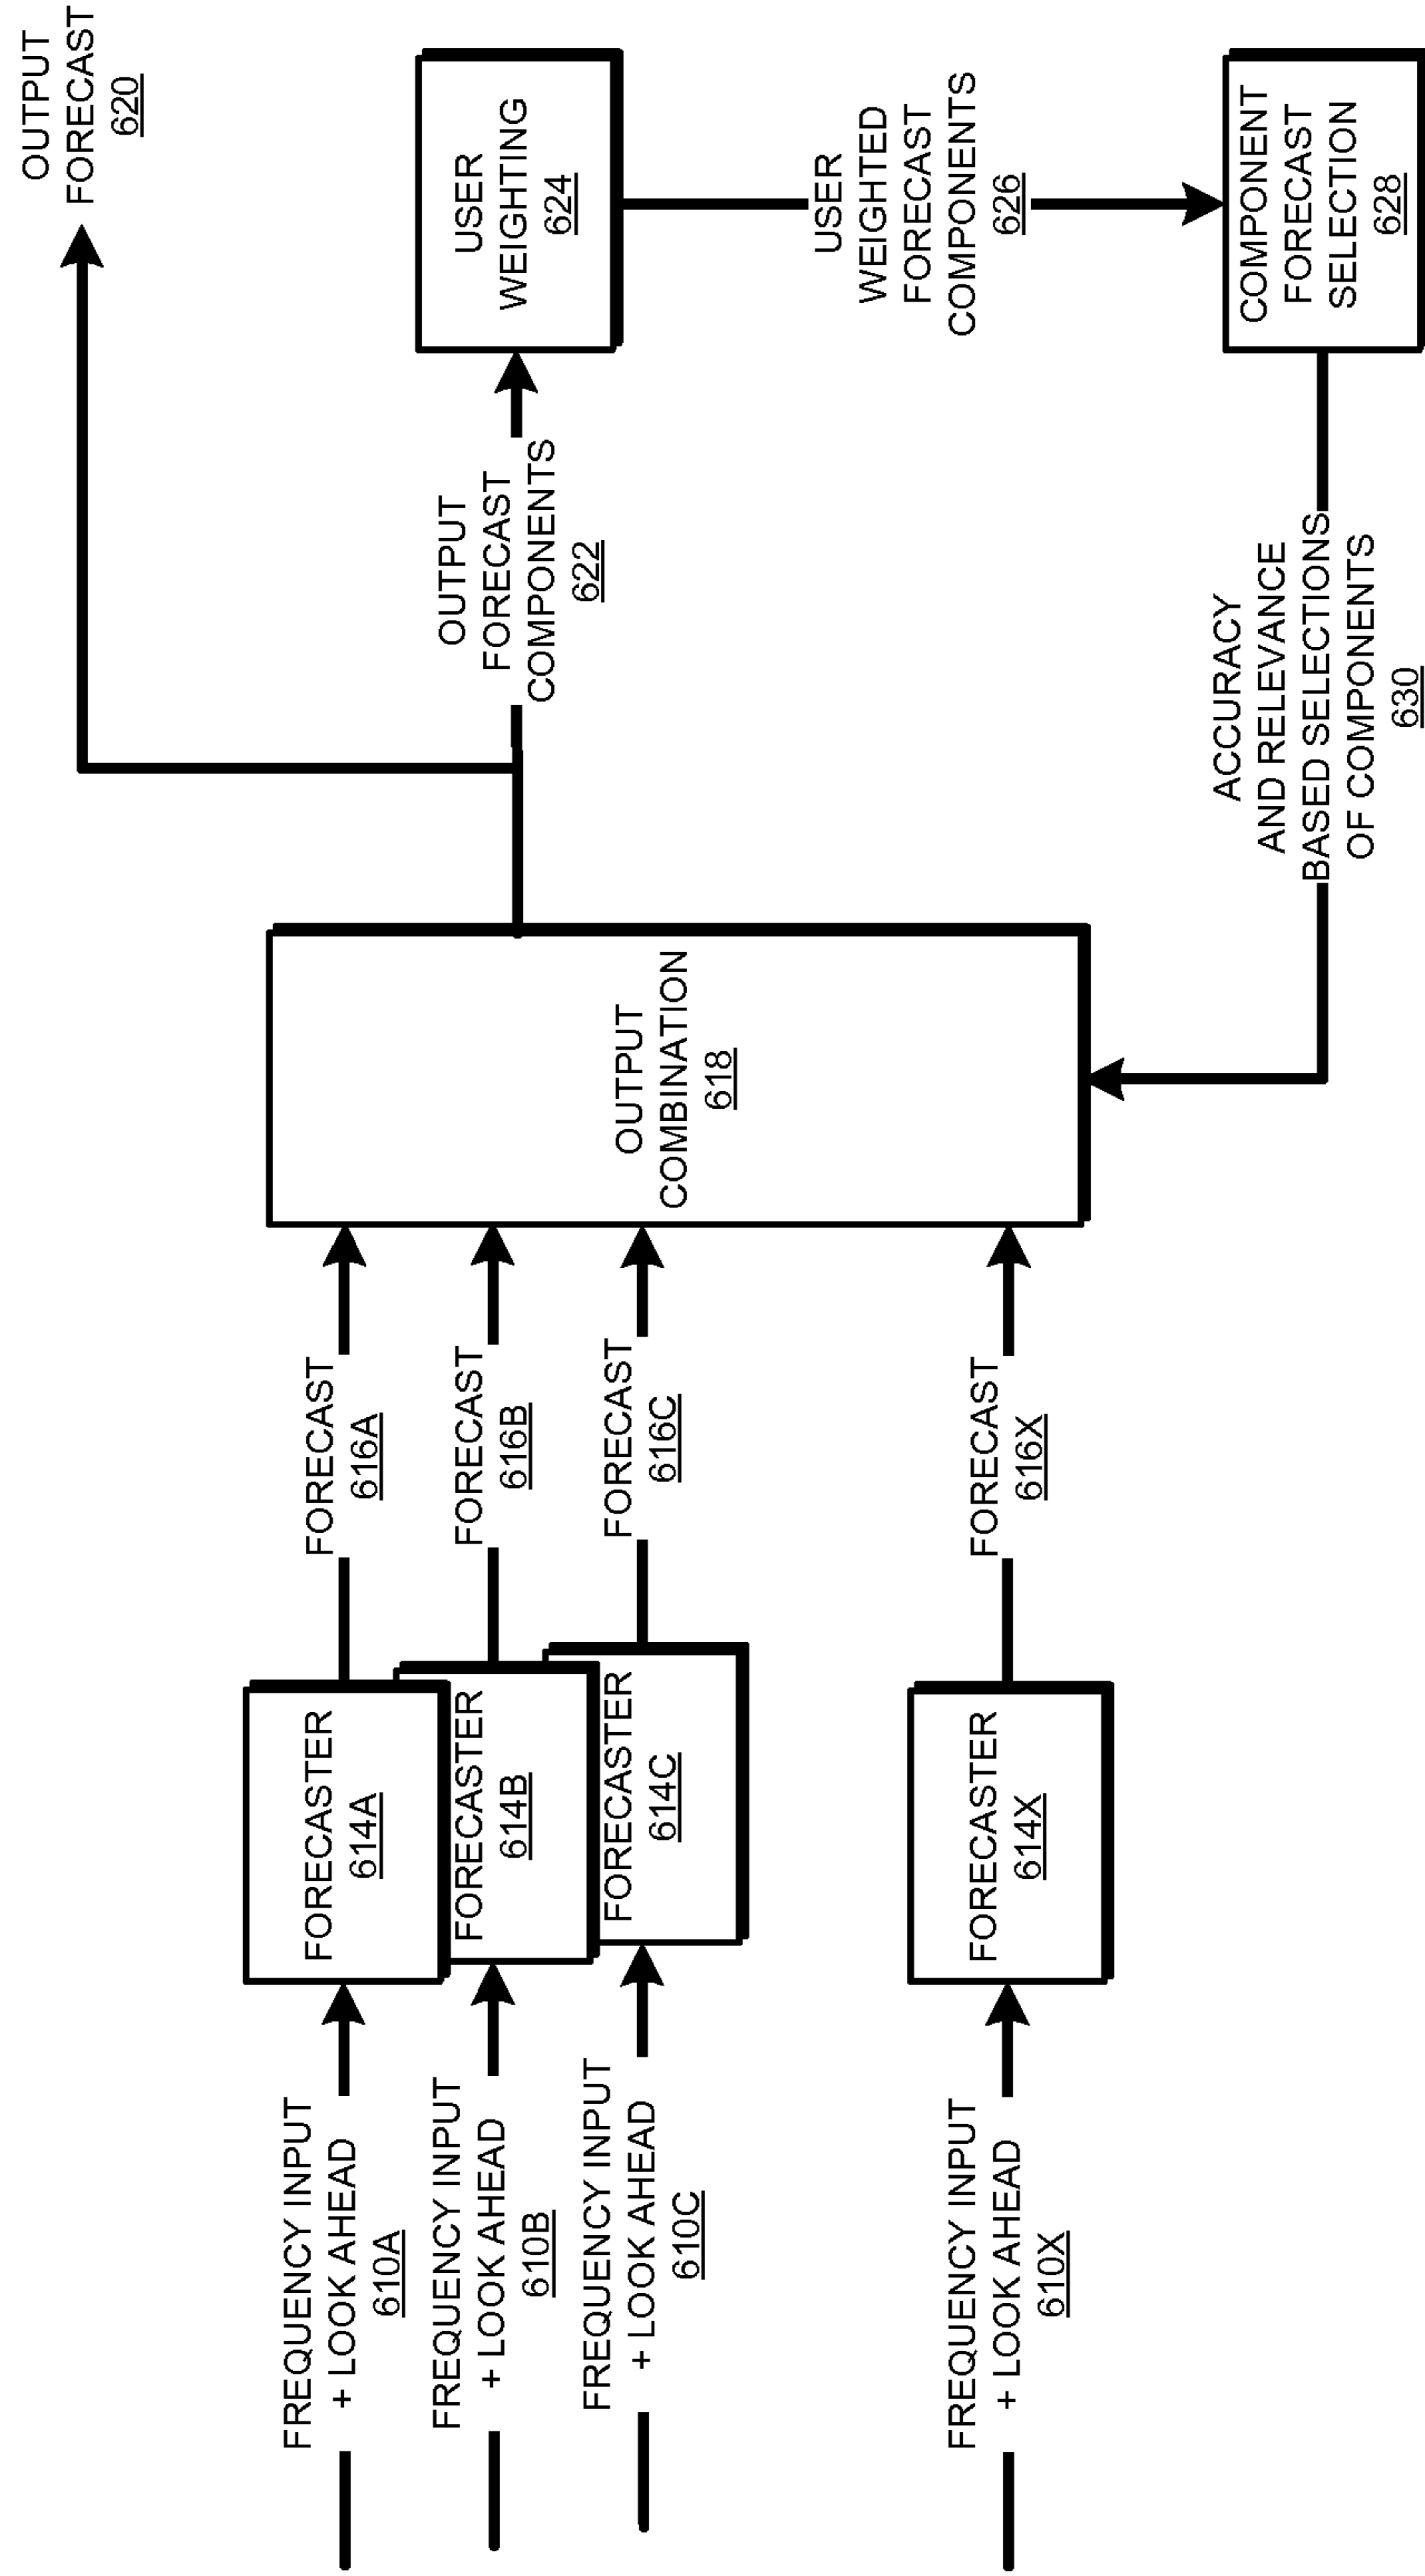 FREQUENCY INPUT
+ LOOK AHEAD
610A
FORECASTER
614A
FORECAST
616A
FREQUENCY INPUT
+ LOOK AHEAD
610B
FORECASTER
614B
FORECAST
616B
FREQUENCY INPUT
+ LOOK AHEAD
610C
FORECASTER
614C
FORECAST
616C
FREQUENCY INPUT
+ LOOK AHEAD
610X
FORECASTER
614X
FORECAST
616X
OUTPUT
COMBINATION
618
OUTPUT
FORECAST
620
OUTPUT
FORECAST
COMPONENTS
622
USER
WEIGHTING
624
USER
WEIGHTED
FORECAST
COMPONENTS
626
COMPONENT
FORECAST
SELECTION
628
ACCURACY
AND RELEVANCE
BASED SELECTIONS
OF COMPONENTS
630